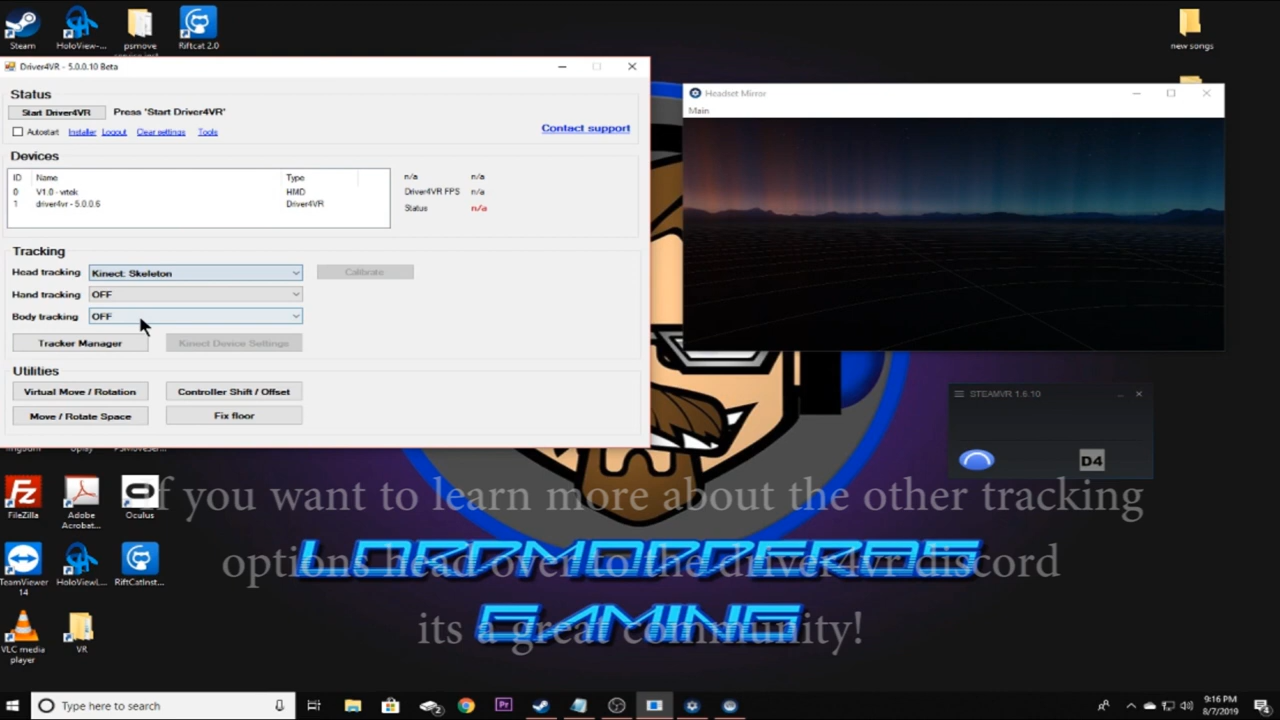 Steam
HoloView-...
psmove
Riftcat 2.0
new songs
Driver4VR - 5.0.0.10 Beta
Status
Start Driver4VR
Press 'Start Driver4VR'
Autostart
Installer
Logout
Clear settings
Tools
Contact support
Devices
ID
Name
Type
0
V1.0 - vrtek
HMD
1
driver4vr - 5.0.0.6
Driver4VR
n/a
n/a
Driver4VR FPS
n/a
Status
n/a
Tracking
Head tracking
Kinect: Skeleton
Calibrate
Hand tracking
OFF
Body tracking
OFF
Tracker Manager
Kinect Device Settings
Utilities
Virtual Move / Rotation
Controller Shift / Offset
Move / Rotate Space
Fix floor
Headset Mirror
Main
STEAMVR 1.6.10
D4
If you want to learn more about the other tracking
options head over to the driver4vr discord
its a great community!
GAMING
FileZilla
Adobe
Acrobat...
Oculus
TeamViewer
14
HoloViewL...
RiftCatInst...
VLC media
player
VR
Type here to search
Pr
2
9:16 PM
8/7/2019
4